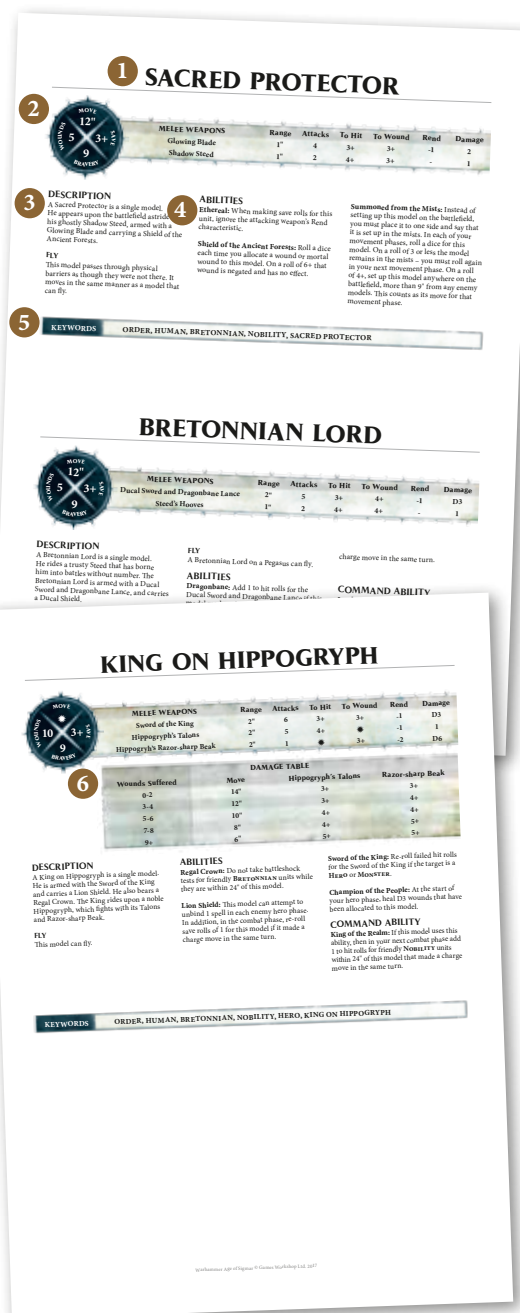 1
SACRED PROTECTOR
2
MOVE
12"
WOUNDS
5
3+
SAVE
9
BRAVERY
MELEE WEAPONS Range Attacks To Hit To Wound Rend Damage
Glowing Blade 1" 4 3+ 3+ -1 2
Shadow Steed 1" 2 4+ 3+ - 1
3
DESCRIPTION
A Sacred Protector is a single model.
He appears upon the battlefield astride
his ghostly Shadow Steed, armed with a
Glowing Blade and carrying a Shield of the
Ancient Forests.
FLY
This model passes through physical
barriers as though they were not there. It
moves in the same manner as a model that
can fly.
4
ABILITIES
Ethereal: When making save rolls for this
unit, ignore the attacking weapon's Rend
characteristic.
Shield of the Ancient Forests: Roll a dice
each time you allocate a wound or mortal
wound to this model. On a roll of 6+ that
wound is negated and has no effect.
Summoned from the Mists: Instead of
setting up this model on the battlefield,
you must place it to one side and say that
it is set up in the mists. In each of your
movement phases, roll a dice for this
model. On a roll of 3 or less the model
remains in the mists – you must roll again
in your next movement phase. On a roll
of 4+, set up this model anywhere on the
battlefield, more than 9" from any enemy
models. This counts as its move for that
movement phase.
5
KEYWORDS ORDER, HUMAN, BRETONNIAN, NOBILITY, SACRED PROTECTOR
BRETONNIAN LORD
MOVE
12"
WOUNDS
5
3+
SAVE
9
BRAVERY
MELEE WEAPONS Range Attacks To Hit To Wound Rend Damage
Ducal Sword and Dragonbane Lance 2" 5 3+ 4+ -1 D3
Steed's Hooves 1" 2 4+ 4+ - 1
DESCRIPTION
A Bretonnian Lord is a single model.
He rides a trusty Steed that has borne
him into battles without number. The
Bretonnian Lord is armed with a Ducal
Sword and Dragonbane Lance, and carries
a Ducal Shield.
FLY
A Bretonnian Lord on a Pegasus can fly.
ABILITIES
Dragonbane: Add 1 to hit rolls for the
Ducal Sword and Dragonbane Lance if this
charge move in the same turn.
COMMAND ABILITY
KING ON HIPPOGRYPH
MOVE
✹
WOUNDS
10
3+
SAVE
9
BRAVERY
MELEE WEAPONS Range Attacks To Hit To Wound Rend Damage
Sword of the King 2" 6 3+ 3+ -1 D3
Hippogryph's Talons 2" 5 4+ ✹ -1 1
Hippogryph's Razor-sharp Beak 2" 1 ✹ 3+ -2 D6
6
DAMAGE TABLE
Wounds Suffered Move Hippogryph's Talons Razor-sharp Beak
0-2 14" 3+ 3+
3-4 12" 3+ 4+
5-6 10" 4+ 4+
7-8 8" 4+ 5+
9+ 6" 5+ 5+
DESCRIPTION
A King on Hippogryph is a single model.
He is armed with the Sword of the King
and carries a Lion Shield. He also bears a
Regal Crown. The King rides upon a noble
Hippogryph, which fights with its Talons
and Razor-sharp Beak.
FLY
This model can fly.
ABILITIES
Regal Crown: Do not take battleshock
tests for friendly BRETONNIAN units while
they are within 24" of this model.
Lion Shield: This model can attempt to
unbind 1 spell in each enemy hero phase.
In addition, in the combat phase, re-roll
save rolls of 1 for this model if it made a
charge move in the same turn.
Sword of the King: Re-roll failed hit rolls
for the Sword of the King if the target is a
HERO or MONSTER.
Champion of the People: At the start of
your hero phase, heal D3 wounds that have
been allocated to this model.
COMMAND ABILITY
King of the Realm: If this model uses this
ability, then in your next combat phase add
1 to hit rolls for friendly NOBILITY units
within 24" of this model that made a charge
move in the same turn.
KEYWORDS ORDER, HUMAN, BRETONNIAN, NOBILITY, HERO, KING ON HIPPOGRYPH
Warhammer Age of Sigmar © Games Workshop Ltd. 2017